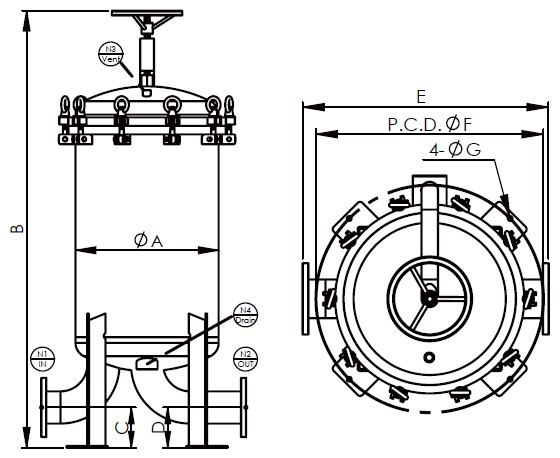 N3
Vent
E
P.C.D. ØF
4-ØG
B
ØA
N4
Drain
N1
IN
N2
OUT
C
D